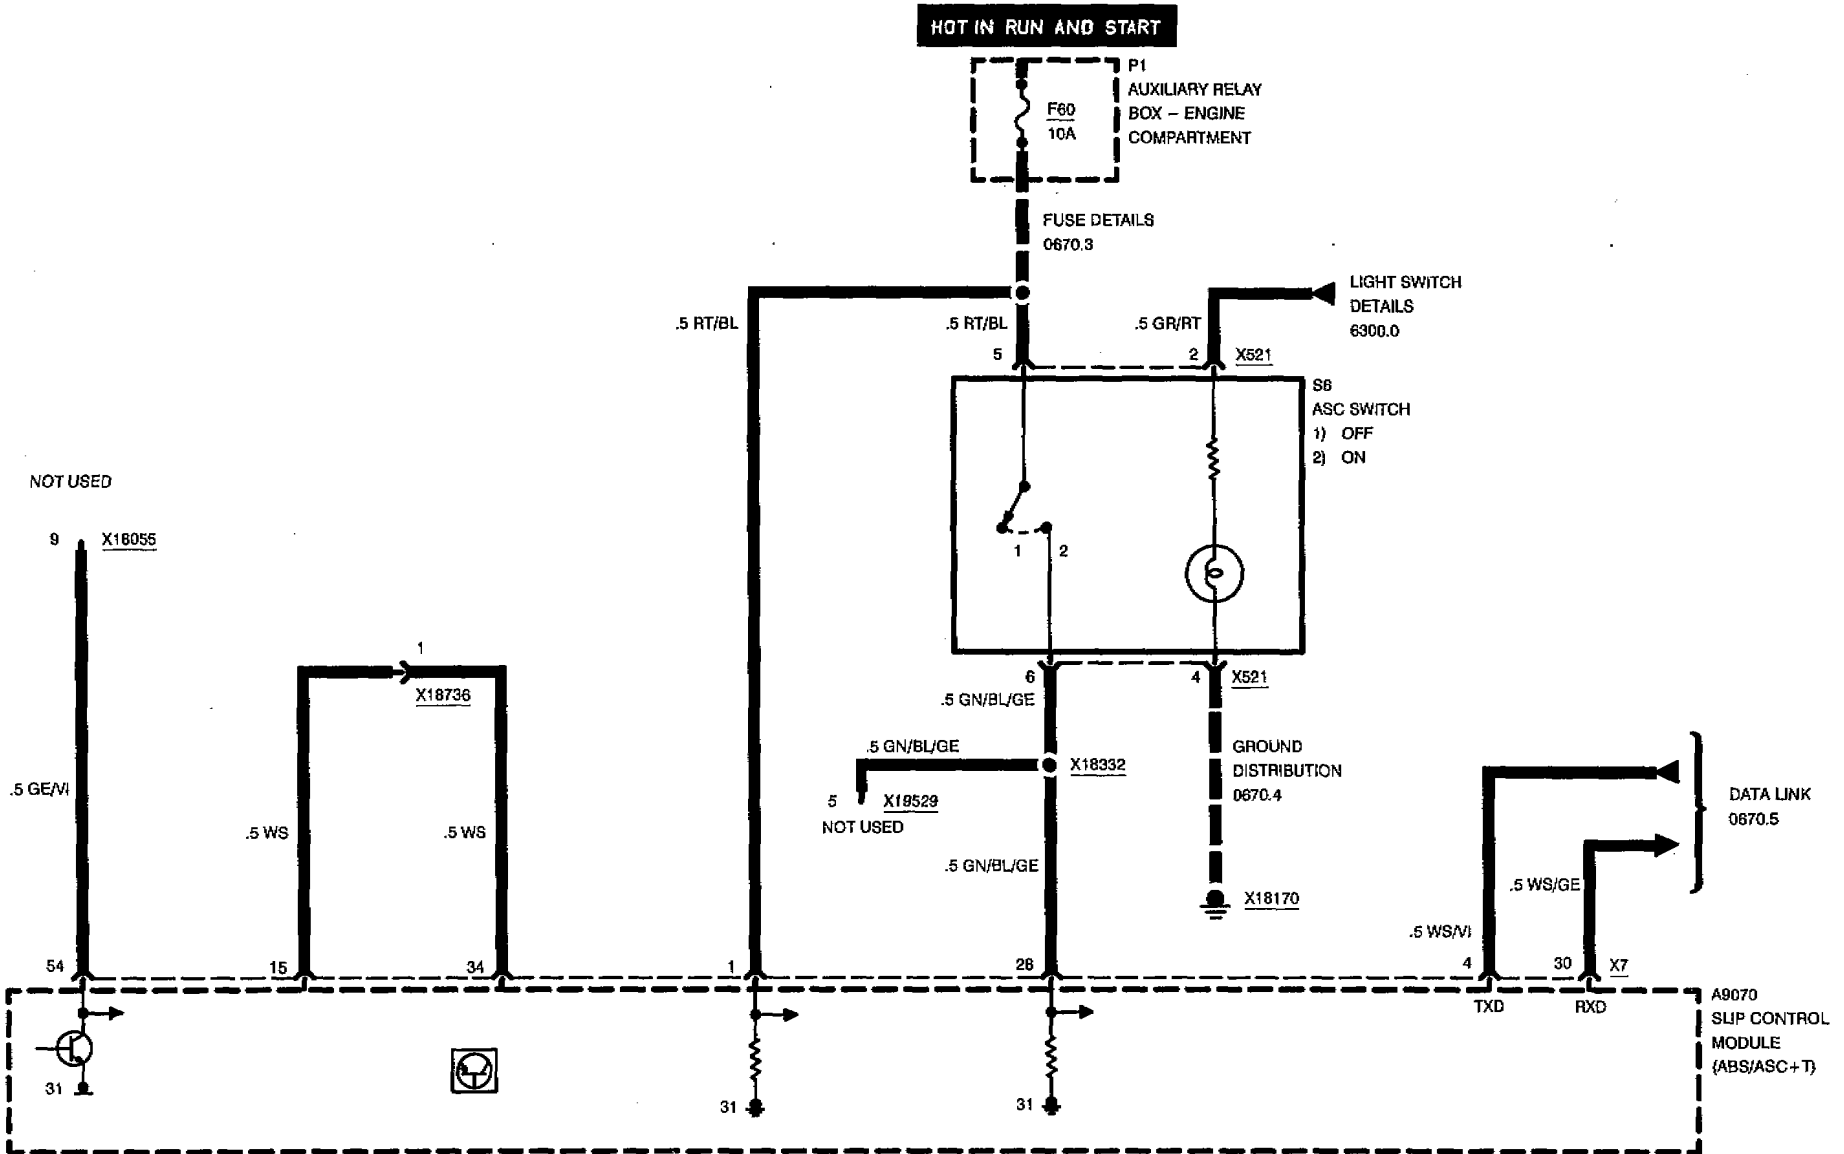 HOT IN RUN AND START
P1
AUXILIARY RELAY
BOX – ENGINE
COMPARTMENT
F60
10A
FUSE DETAILS
0670.3
LIGHT SWITCH
DETAILS
6300.0
.5 RT/BL
.5 RT/BL
.5 GR/RT
5
2
X521
S6
ASC SWITCH
1) OFF
2) ON
NOT USED
9
X18055
1
2
1
X18736
6
4
X521
.5 GN/BL/GE
.5 GN/BL/GE
X18332
GROUND
DISTRIBUTION
0670.4
5
X19529
NOT USED
.5 GE/VI
.5 WS
.5 WS
.5 GN/BL/GE
DATA LINK
0670.5
.5 WS/GE
X18170
.5 WS/VI
54
15
34
1
28
4
30
X7
TXD
RXD
A9070
SLIP CONTROL
MODULE
(ABS/ASC+T)
31
31
31